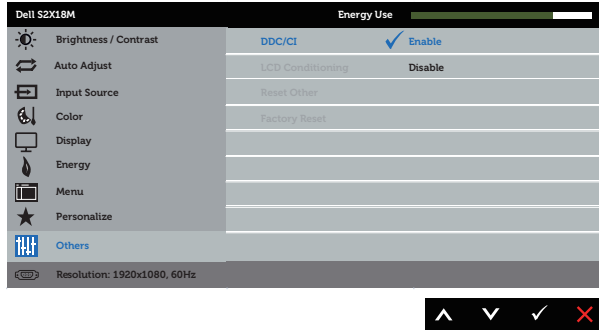 Dell S2X18M Energy Use
Brightness / Contrast DDC/CI Enable
Auto Adjust LCD Conditioning Disable
Input Source Reset Other
Color Factory Reset
Display
Energy
Menu
Personalize
Others
Resolution: 1920x1080, 60Hz